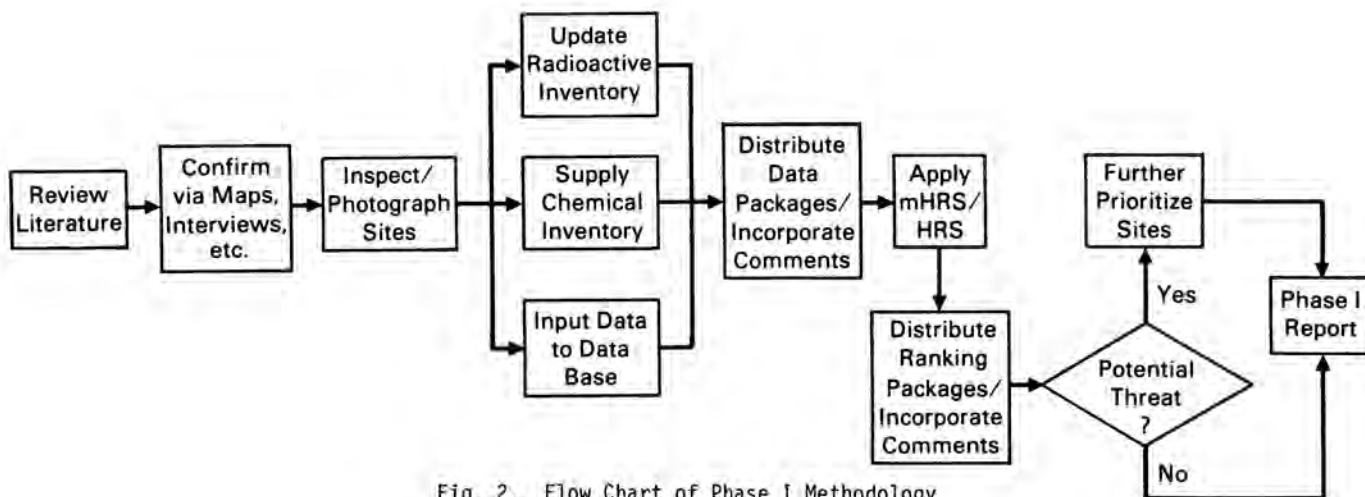 Review
Literature
Confirm
via Maps,
Interviews,
etc.
Inspect/
Photograph
Sites
Update
Radioactive
Inventory
Supply
Chemical
Inventory
Input Data
to Data
Base
Distribute
Data
Packages/
Incorporate
Comments
Apply
mHRS/
HRS
Distribute
Ranking
Packages/
Incorporate
Comments
Potential
Threat
?
Yes
No
Further
Prioritize
Sites
Phase I
Report
Fig. 2. Flow Chart of Phase I Methodology